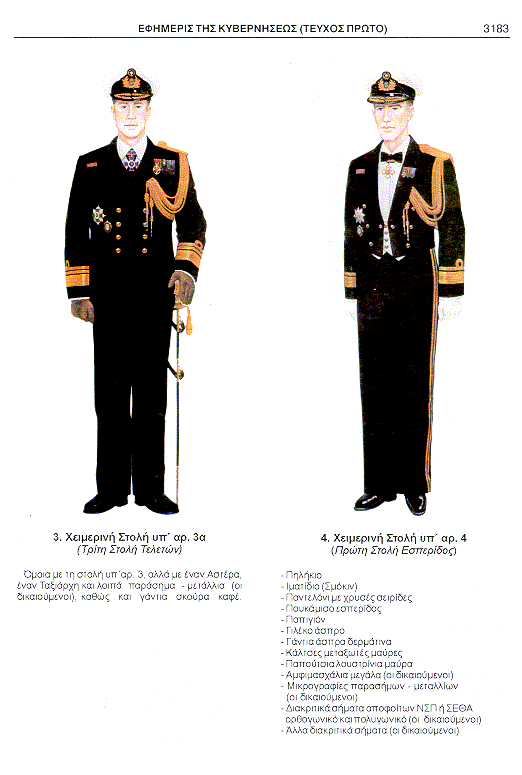 ΕΦΗΜΕΡΙΣ ΤΗΣ ΚΥΒΕΡΝΗΣΕΩΣ (ΤΕΥΧΟΣ ΠΡΩΤΟ)
3183
3. Χειμερινή Στολή υπ΄ αρ. 3α
(Τρίτη Στολή Τελετών)
Όμοια με τη στολή υπ΄αρ. 3, αλλά με έναν Αστέρα,
έναν Ταξιάρχη και λοιπά παράσημα - μετάλλια (οι
δικαιούμενοι), καθώς και γάντια σκούρα καφέ.
4. Χειμερινή Στολή υπ΄ αρ. 4
(Πρώτη Στολή Εσπερίδος)
- Πηλήκιο
- Ιματίδιο (Σμόκιν)
- Παντελόνι με χρυσές σειρίδες
- Πουκάμισο εσπερίδος
- Παπιγιόν
- Γιλέκο άσπρο
- Γάντια άσπρα δερμάτινα
- Κάλτσες μεταξωτές μαύρες
- Παπούτσια λουστρίνια μαύρα
- Αμφιμασχάλια μεγάλα (οι δικαιούμενοι)
- Μικρογραφίες παρασήμων - μεταλλίων
(οι δικαιούμενοι)
- Διακριτικά σήματα αποφοίτων ΝΣΠ ή ΣΕΘΑ
ορθογωνικό και πολυγωνικό (οι δικαιούμενοι)
- Άλλα διακριτικά σήματα (οι δικαιούμενοι)